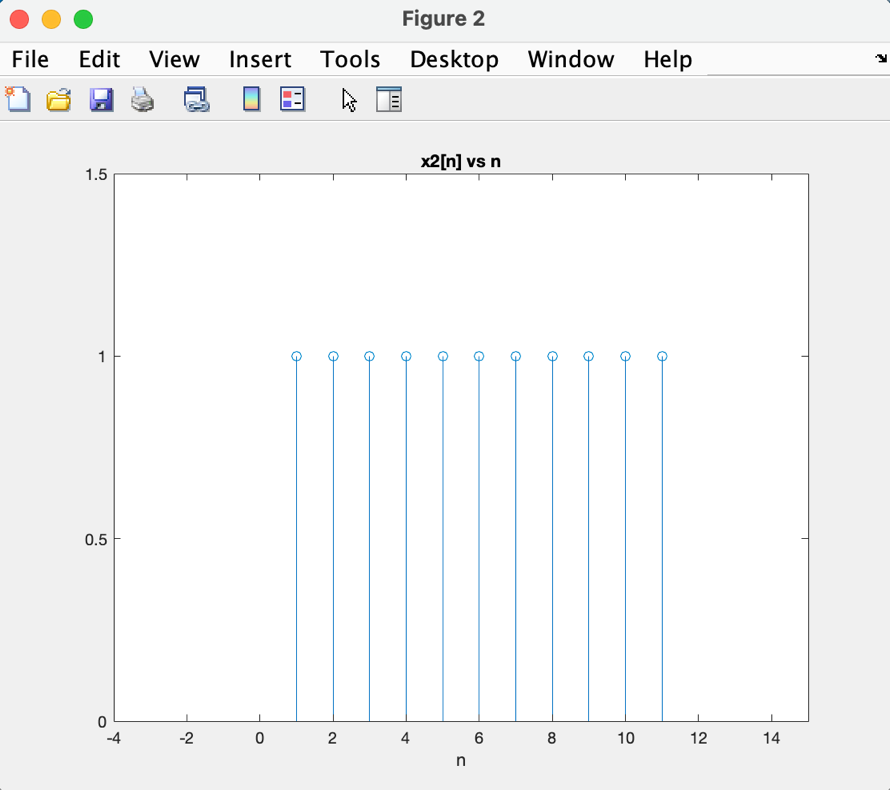 Figure 2
File Edit View Insert Tools Desktop Window Help
x2[n] vs n
1.5
1
0.5
0
-4 -2 0 2 4 6 8 10 12 14
n